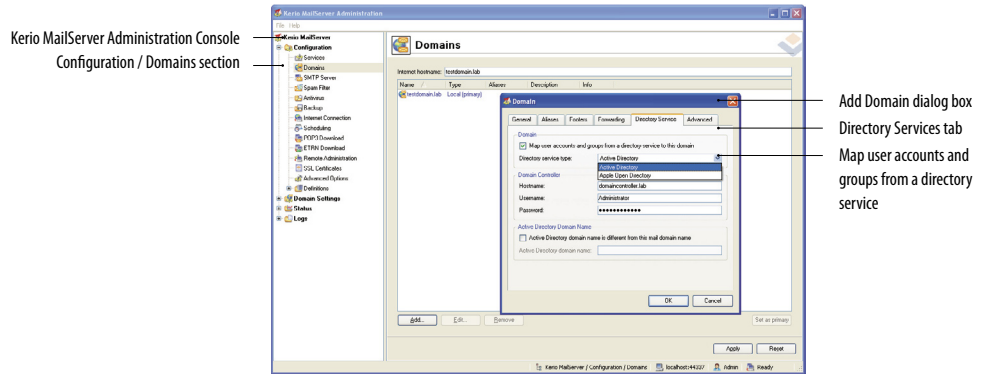 Kerio MailServer Administration
File Help
Kerio MailServer Administration Console
Configuration / Domains section
Kerio MailServer
Configuration
Services
Domains
SMTP Server
Spam Filter
Antivirus
Backup
Internet Connection
Scheduling
POP3 Download
ETRN Download
Remote Administration
SSL Certificates
Advanced Options
Definitions
Domain Settings
Status
Logs
Domains
Internet hostname: testdomain.lab
Name / Type Aliases Description Info
testdomain.lab Local (primary)
Domain
General Aliases Footers Forwarding Directory Service Advanced
Domain
Map user accounts and groups from a directory service to this domain
Directory service type: Active Directory
Active Directory
Apple Open Directory
Domain Controller
Hostname: domaincontroller.lab
Username: Administrator
Password: ••••••••••••
Active Directory Domain Name
Active Directory domain name is different from this mail domain name
Active Directory domain name:
OK Cancel
Add... Edit... Remove Set as primary
Apply Reset
Kerio MailServer / Configuration / Domains localhost:44337 Admin Ready
Add Domain dialog box
Directory Services tab
Map user accounts and
groups from a directory
service